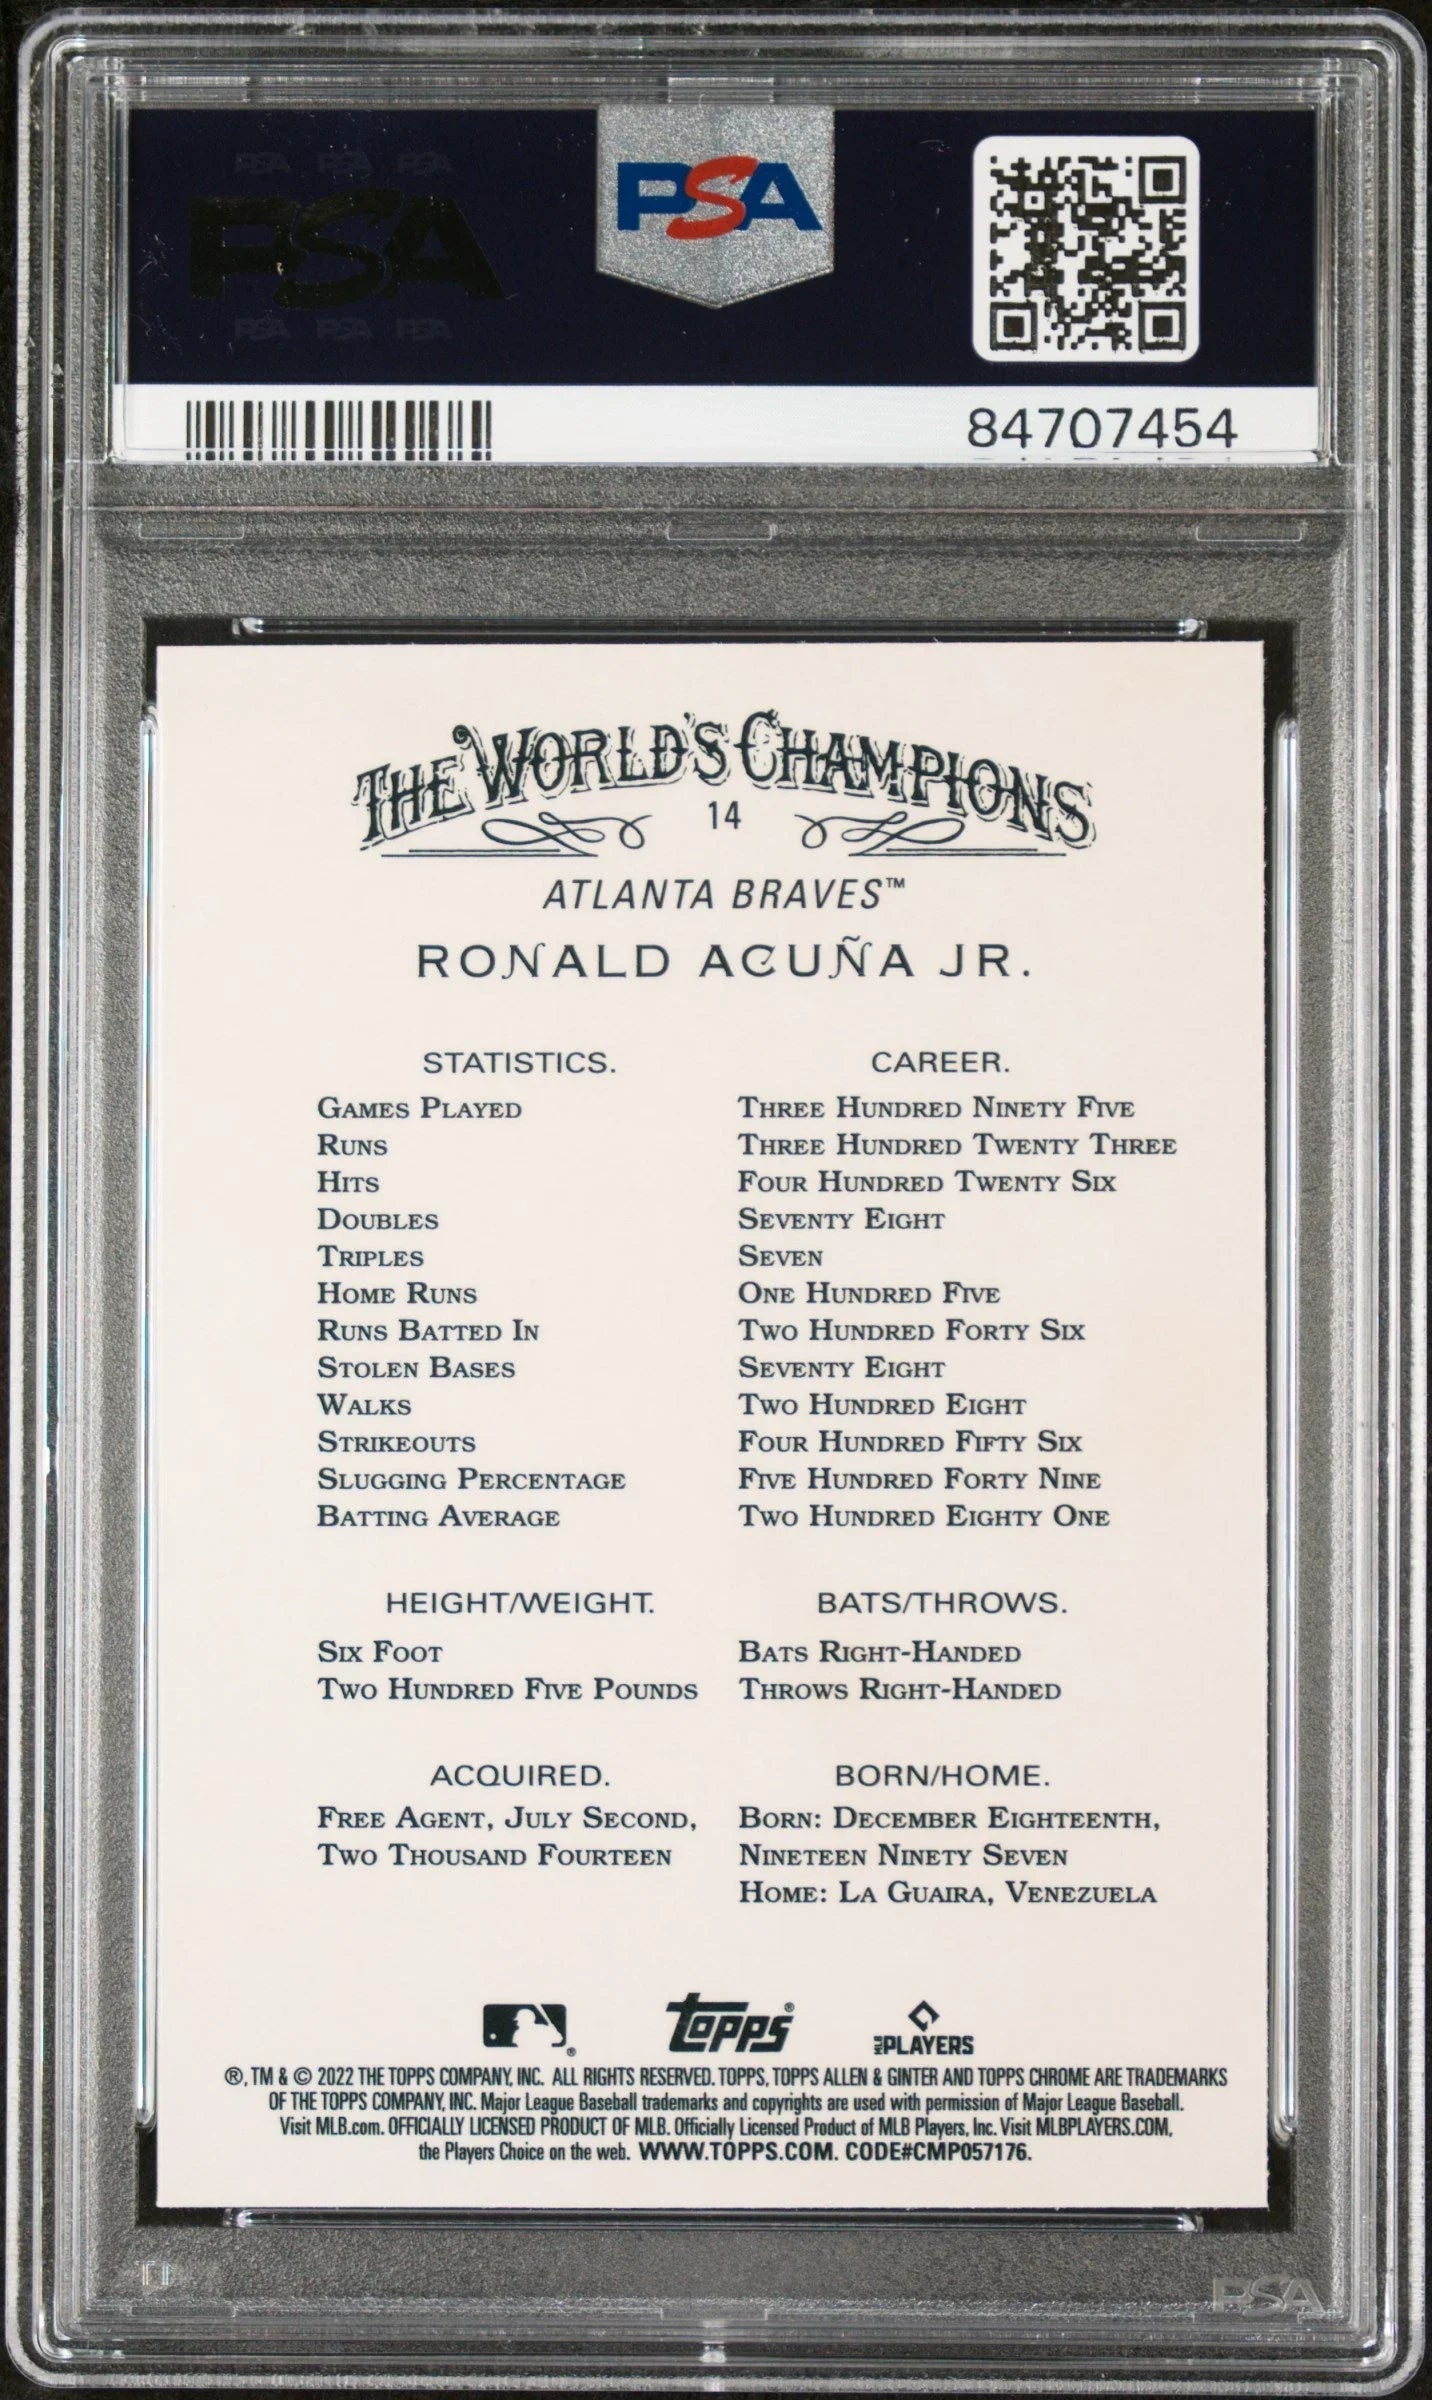 PSA PSA PSA
PSA
PSA PSA PSA
PSA
84707454
THE WORLD'S CHAMPIONS
14
ATLANTA BRAVES™
RONALD ACUÑA JR.
STATISTICS. CAREER.
GAMES PLAYED THREE HUNDRED NINETY FIVE
RUNS THREE HUNDRED TWENTY THREE
HITS FOUR HUNDRED TWENTY SIX
DOUBLES SEVENTY EIGHT
TRIPLES SEVEN
HOME RUNS ONE HUNDRED FIVE
RUNS BATTED IN TWO HUNDRED FORTY SIX
STOLEN BASES SEVENTY EIGHT
WALKS TWO HUNDRED EIGHT
STRIKEOUTS FOUR HUNDRED FIFTY SIX
SLUGGING PERCENTAGE FIVE HUNDRED FORTY NINE
BATTING AVERAGE TWO HUNDRED EIGHTY ONE
HEIGHT/WEIGHT. BATS/THROWS.
SIX FOOT BATS RIGHT-HANDED
TWO HUNDRED FIVE POUNDS THROWS RIGHT-HANDED
ACQUIRED. BORN/HOME.
FREE AGENT, JULY SECOND, BORN: DECEMBER EIGHTEENTH,
TWO THOUSAND FOURTEEN NINETEEN NINETY SEVEN
HOME: LA GUAIRA, VENEZUELA
® Topps® MLB PLAYERS
®, TM & © 2022 THE TOPPS COMPANY, INC. ALL RIGHTS RESERVED. TOPPS, TOPPS ALLEN & GINTER AND TOPPS CHROME ARE TRADEMARKS
OF THE TOPPS COMPANY, INC. Major League Baseball trademarks and copyrights are used with permission of Major League Baseball.
Visit MLB.com. OFFICIALLY LICENSED PRODUCT OF MLB. Officially Licensed Product of MLB Players, Inc. Visit MLBPLAYERS.COM,
the Players Choice on the web. WWW.TOPPS.COM. CODE#CMP057176.
PSA